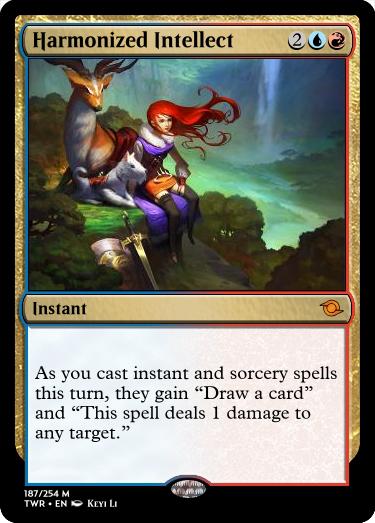 Harmonized Intellect 2
Instant
As you cast instant and sorcery spells
this turn, they gain “Draw a card”
and “This spell deals 1 damage to
any target.”
187/254 M
TWR • EN Keyi Li